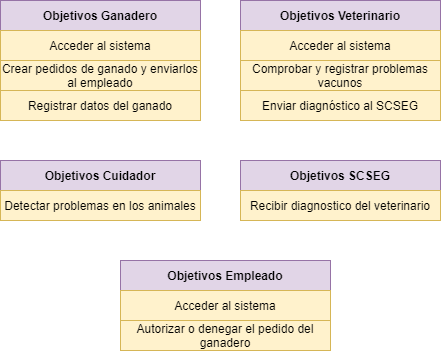 Objetivos Ganadero
Acceder al sistema
Crear pedidos de ganado y enviarlos
al empleado
Registrar datos del ganado
Objetivos Veterinario
Acceder al sistema
Comprobar y registrar problemas
vacunos
Enviar diagnóstico al SCSEG
Objetivos Cuidador
Detectar problemas en los animales
Objetivos SCSEG
Recibir diagnostico del veterinario
Objetivos Empleado
Acceder al sistema
Autorizar o denegar el pedido del
ganadero